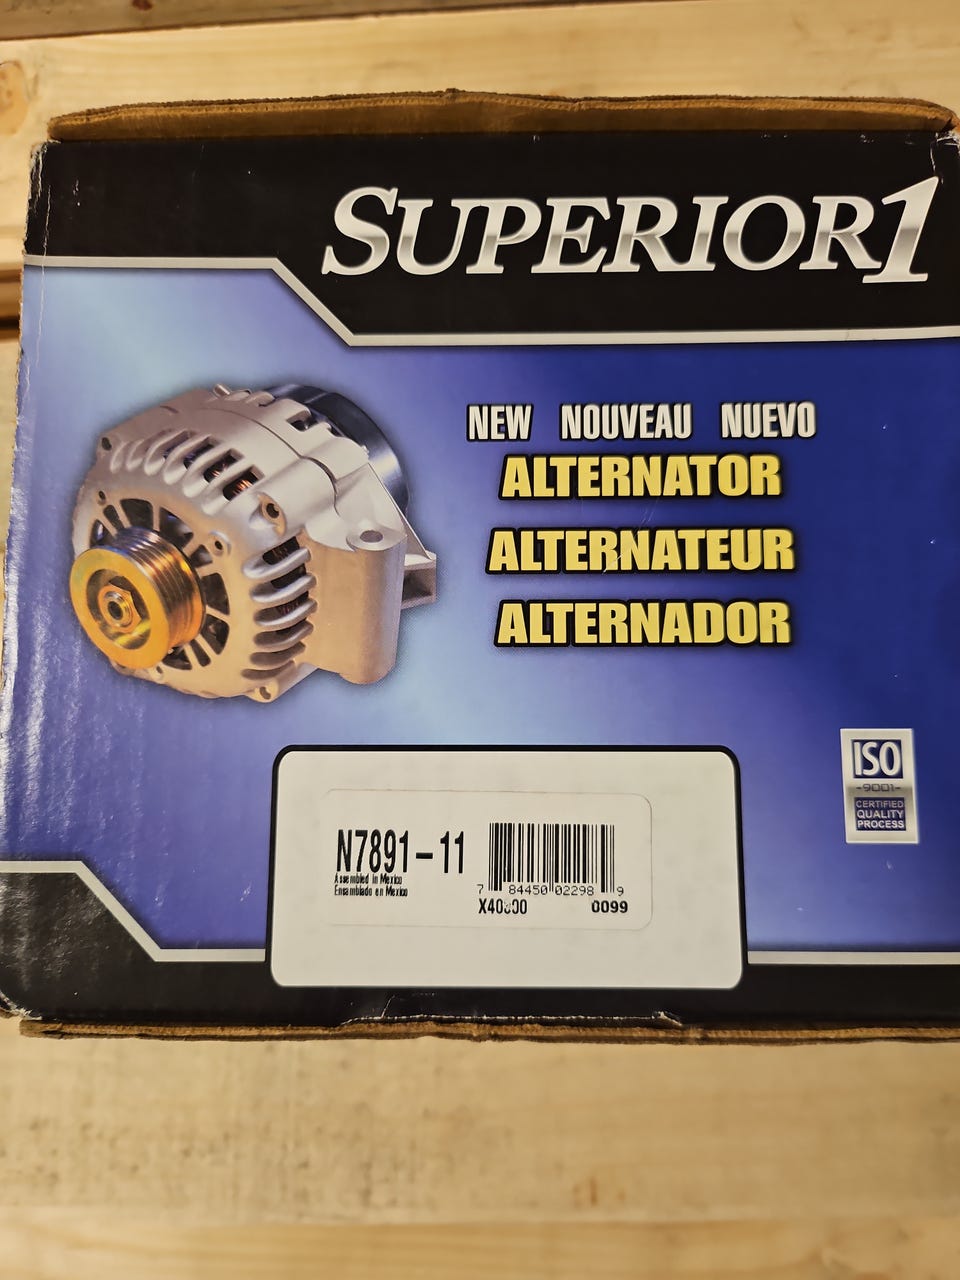 SUPERIOR1
NEW NOUVEAU NUEVO
ALTERNATOR
ALTERNATEUR
ALTERNADOR
ISO
-9001-
CERTIFIED
QUALITY
PROCESS
N7891-11
Assembled in Mexico
Ensamblado en Mexico
7 84450 02298 9
0099